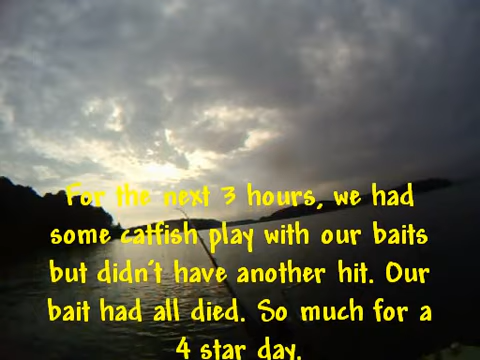 For the next 3 hours, we had
some catfish play with our baits
but didn't have another hit. Our
bait had all died. So much for a
4 star day.